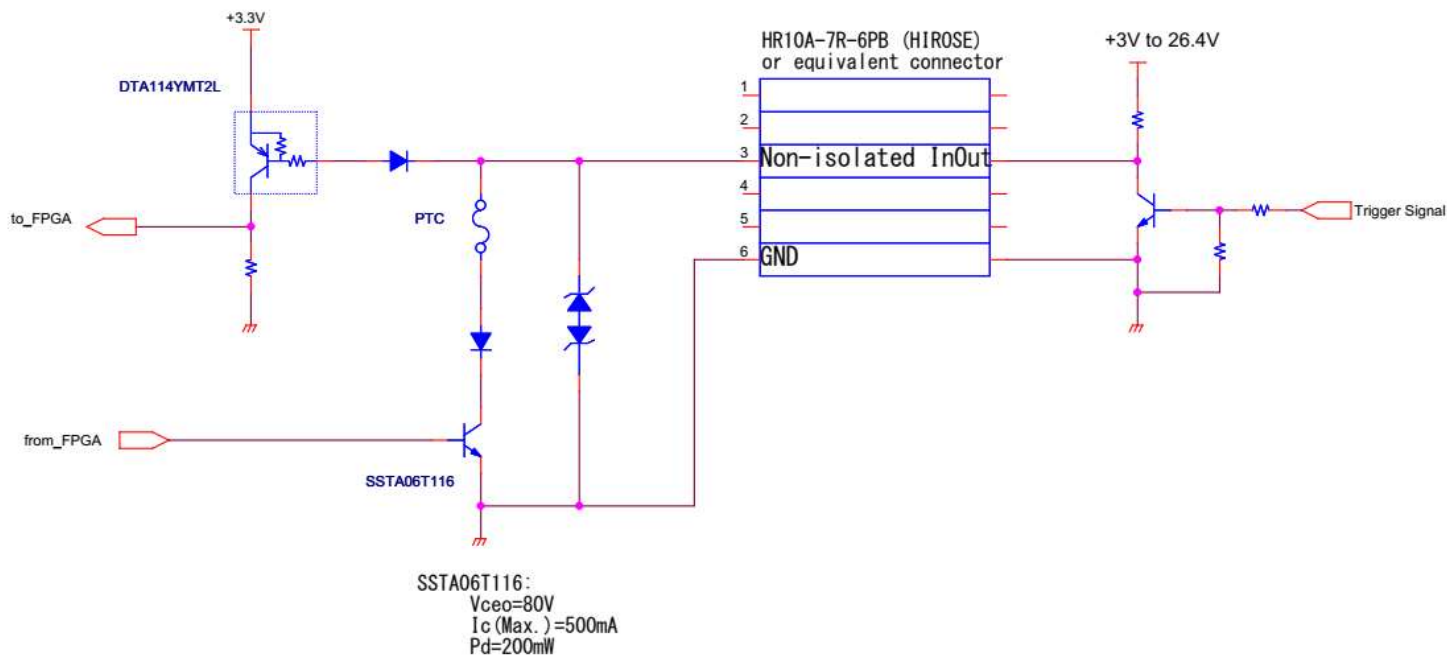 +3.3V
HR10A-7R-6PB (HIROSE)
or equivalent connector
+3V to 26.4V
DTA114YMT2L
1
2
3 Non-isolated InOut
4
5
6 GND
to_FPGA
PTC
Trigger Signal
from_FPGA
SSTA06T116
SSTA06T116:
Vceo=80V
Ic(Max.)=500mA
Pd=200mW